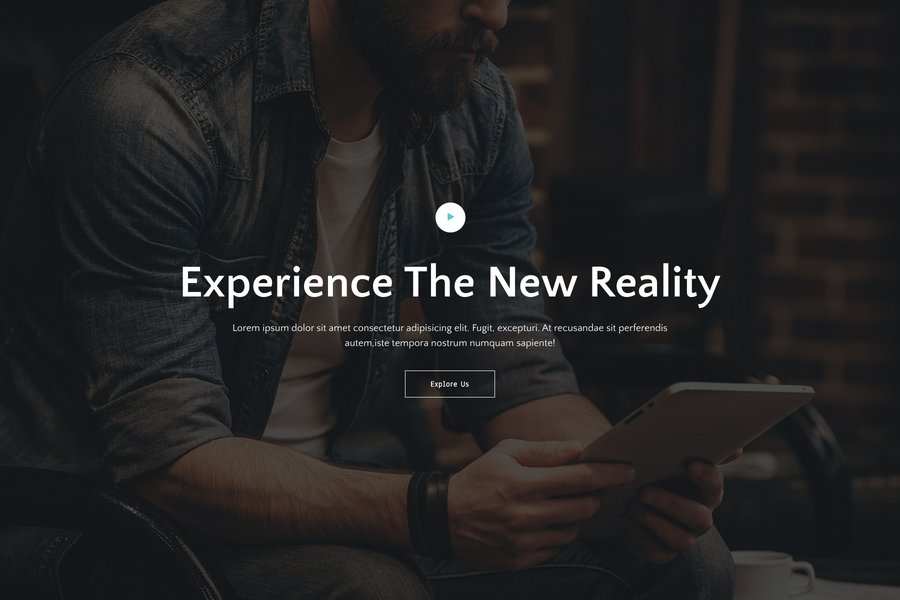 Experience The New Reality
Lorem ipsum dolor sit amet consectetur adipisicing elit. Fugit, excepturi. At recusandae sit perferendis
autem,iste tempora nostrum numquam sapiente!
Explore Us